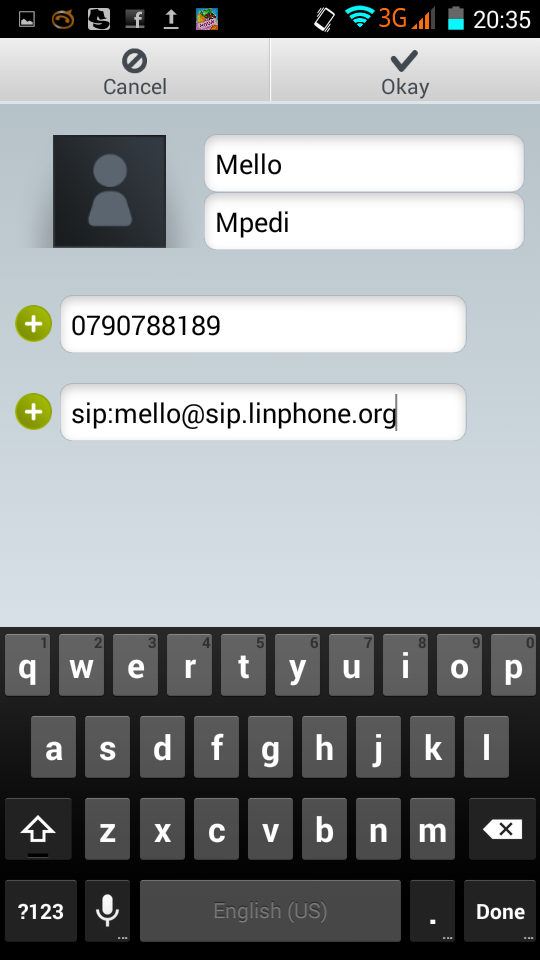 3G 20:35
Cancel Okay
Mello
Mpedi
0790788189
sip:mello@sip.linphone.org
1 2 3 4 5 6 7 8 9 0
q w e r t y u i o p
a s d f g h j k l
z x c v b n m
?123 ... English (US) . ... Done ...